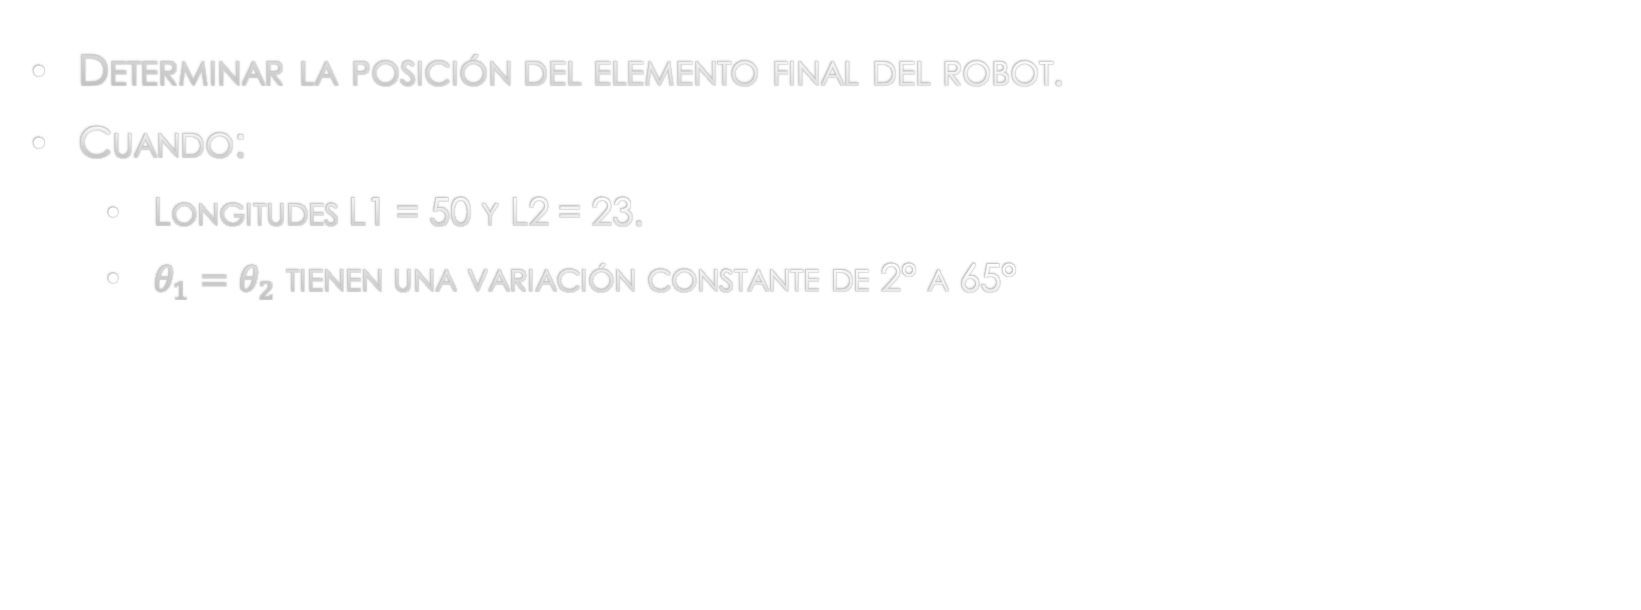 • Determinar la posición del elemento final del robot.
• Cuando:
• Longitudes L1 = 50 y L2 = 23.
• θ₁ = θ₂ tienen una variación constante de 2° a 65°